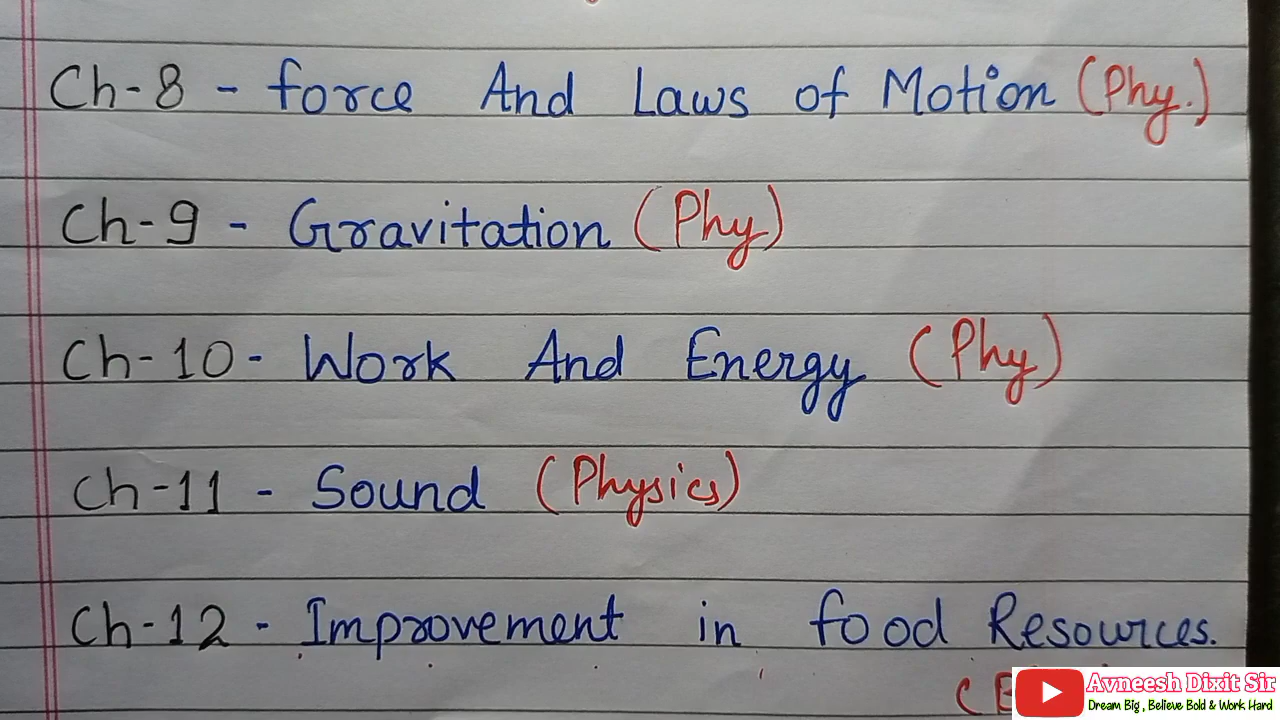 Ch-8 - force And Laws of Motion (Phy.)
Ch-9 - Gravitation (Phy)
Ch-10- Work And Energy (Phy)
Ch-11 - Sound (Physics)
Ch-12 - Improvement in food Resources.
Avneesh Dixit Sir
Dream Big , Believe Bold & Work Hard